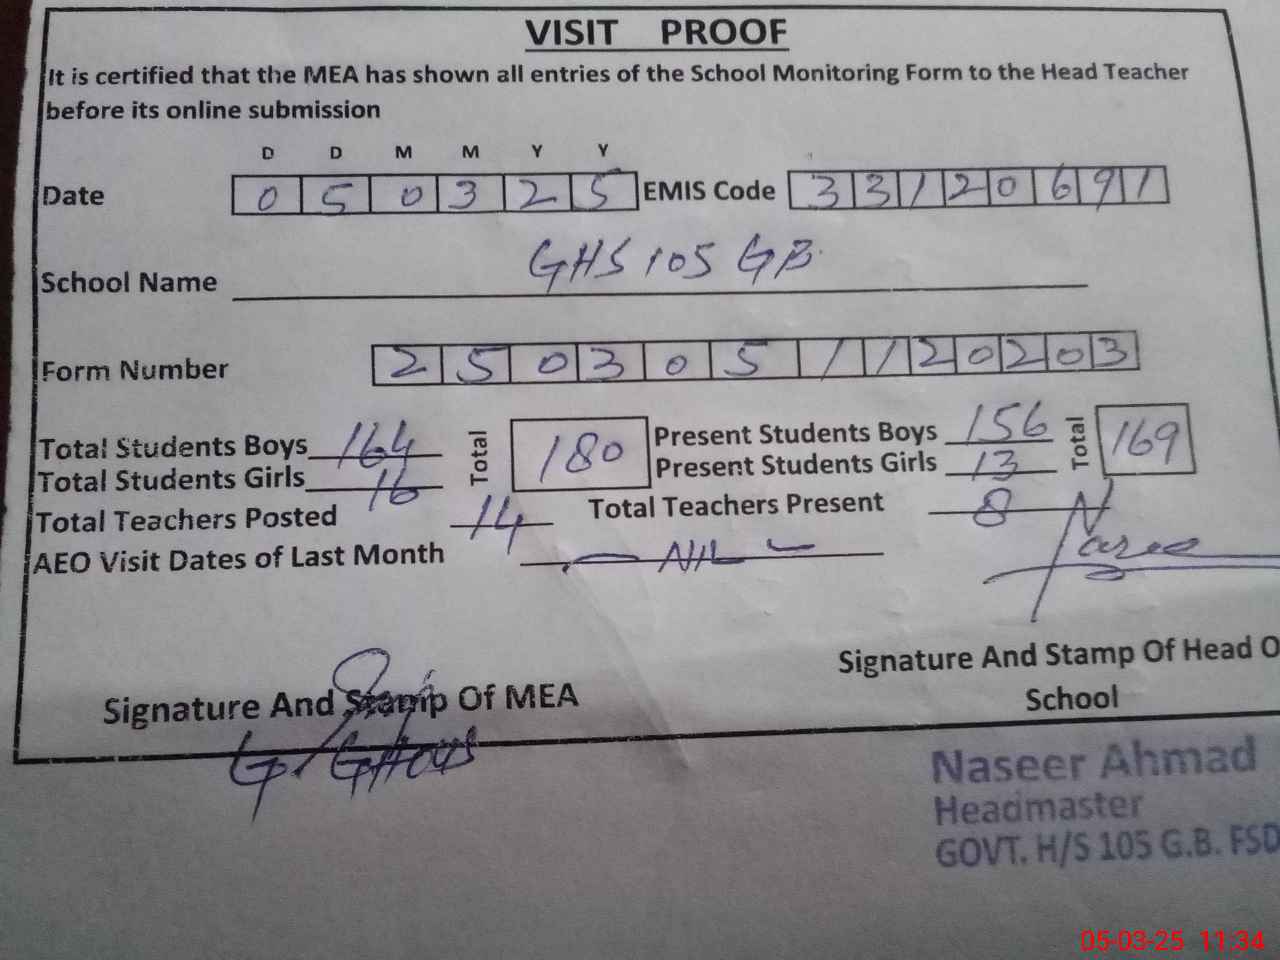 VISIT PROOF
It is certified that the MEA has shown all entries of the School Monitoring Form to the Head Teacher
before its online submission
D D M M Y Y
Date 0 5 0 3 2 5 EMIS Code 3 3 1 2 0 6 9 1
School Name GHS 105 GB
Form Number 2 5 0 3 0 5 1 1 2 0 2 0 3
Total Students Boys 164 Total 180 Present Students Boys 156 Total 169
Total Students Girls 16 Present Students Girls 13
Total Teachers Posted 14 Total Teachers Present 8
AEO Visit Dates of Last Month - NIL -
Signature And Stamp Of MEA
Signature And Stamp Of Head O
School
Naseer Ahmad
Headmaster
GOVT. H/S 105 G.B. FSD
05-03-25 11:34